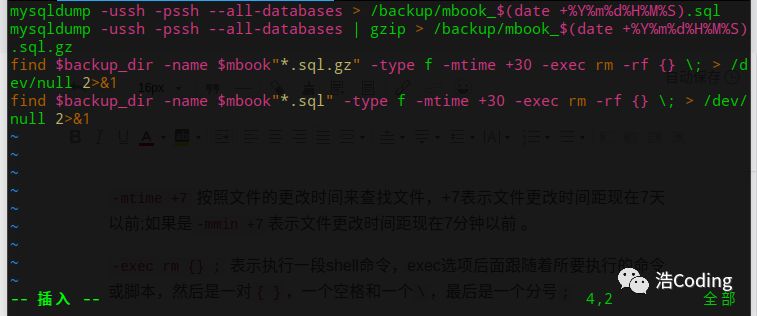 mysqldump -ussh -pssh --all-databases > /backup/mbook_$(date +%Y%m%d%H%M%S).sql
mysqldump -ussh -pssh --all-databases | gzip > /backup/mbook_$(date +%Y%m%d%H%M%S)
.sql.gz
find $backup_dir -name $mbook"*.sql.gz" -type f -mtime +30 -exec rm -rf {} \; > /d
ev/null 2>&1
find $backup_dir -name $mbook"*.sql" -type f -mtime +30 -exec rm -rf {} \; > /dev/
null 2>&1
自动保存
16px
B I U A ab
~
~
~
~
~
~
~
~
~
-mtime +7 按照文件的更改时间来查找文件，+7表示文件更改时间距现在7天
以前;如果是 -mmin +7 表示文件更改时间距现在7分钟以前 。
-exec rm {} ; 表示执行一段shell命令，exec选项后面跟随着所要执行的命令
或脚本，然后是一对 { } ，一个空格和一个 \ ，最后是一个分号 ;
浩Coding
-- 插入 -- 4,2 全部